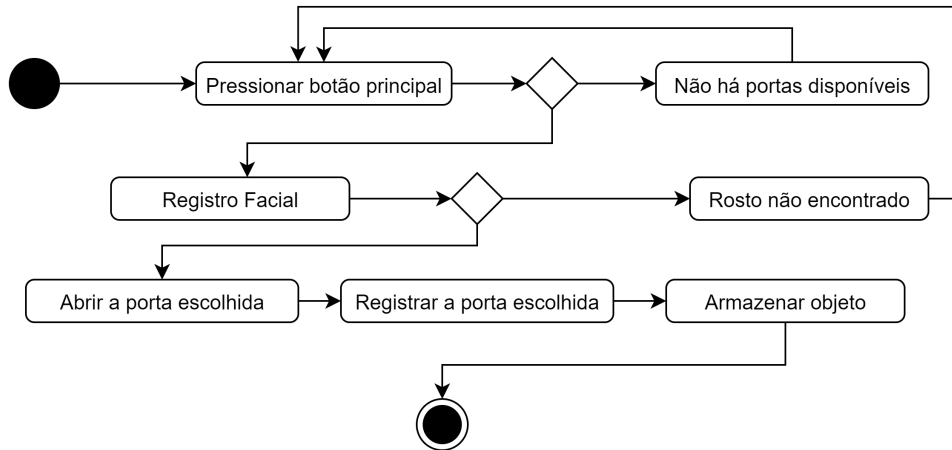 Pressionar botão principal
Não há portas disponíveis
Registro Facial
Rosto não encontrado
Abrir a porta escolhida
Registrar a porta escolhida
Armazenar objeto